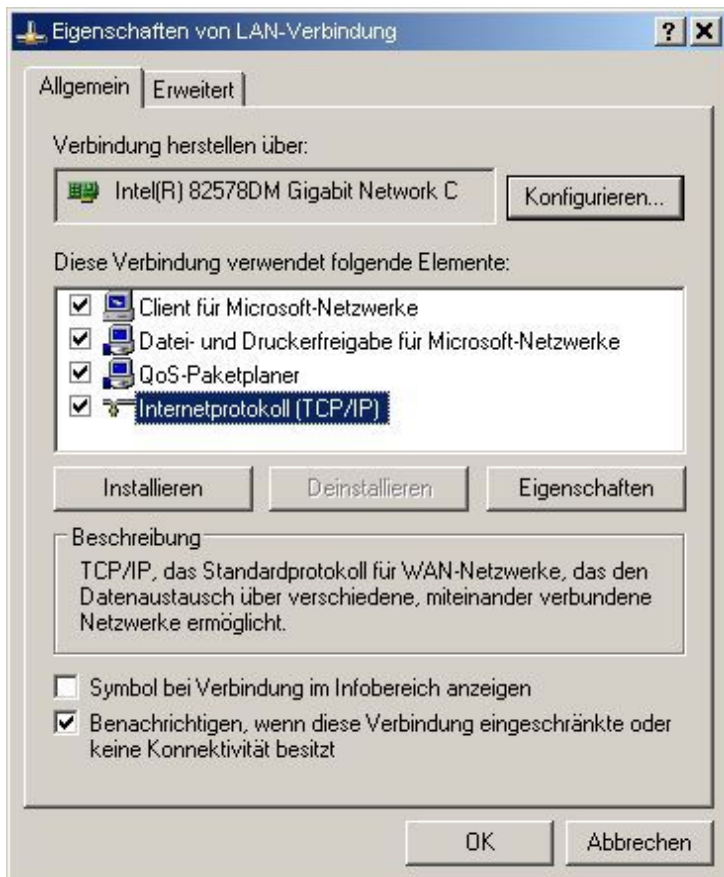 Eigenschaften von LAN-Verbindung
Allgemein
Erweitert
Verbindung herstellen über:
Intel(R) 82578DM Gigabit Network C
Konfigurieren...
Diese Verbindung verwendet folgende Elemente:
Client für Microsoft-Netzwerke
Datei- und Druckerfreigabe für Microsoft-Netzwerke
QoS-Paketplaner
Internetprotokoll (TCP/IP)
Installieren
Deinstallieren
Eigenschaften
Beschreibung
TCP/IP, das Standardprotokoll für WAN-Netzwerke, das den
Datenaustausch über verschiedene, miteinander verbundene
Netzwerke ermöglicht.
Symbol bei Verbindung im Infobereich anzeigen
Benachrichtigen, wenn diese Verbindung eingeschränkte oder
keine Konnektivität besitzt
OK
Abbrechen